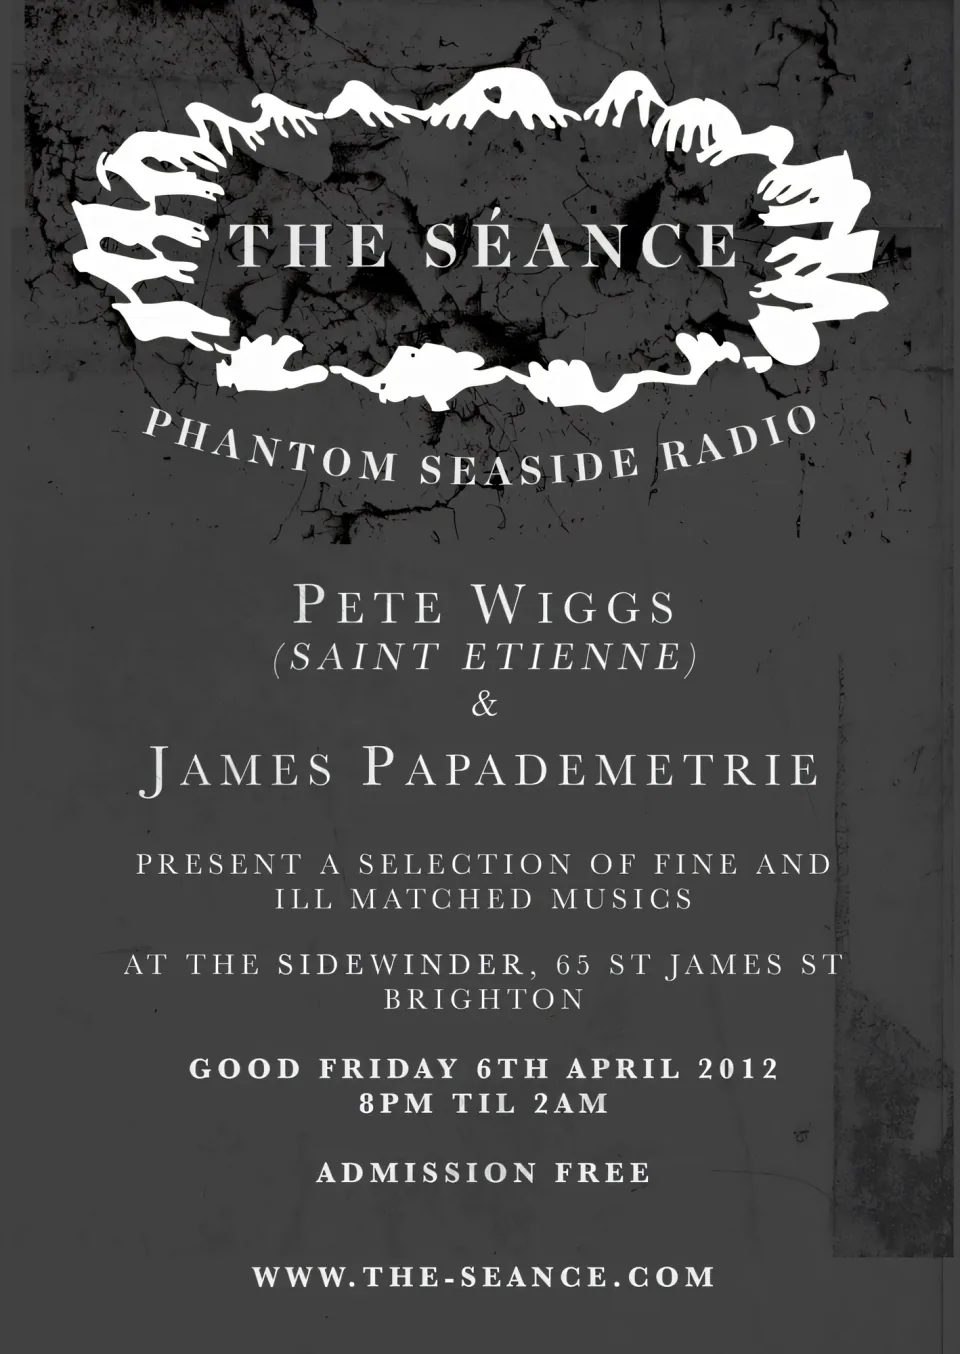 THE SÉANCE
PHANTOM SEASIDE RADIO
PETE WIGGS
(SAINT ETIENNE)
&
JAMES PAPADEMETRIE
PRESENT A SELECTION OF FINE AND
ILL MATCHED MUSICS
AT THE SIDEWINDER, 65 ST JAMES ST
BRIGHTON
GOOD FRIDAY 6TH APRIL 2012
8PM TIL 2AM
ADMISSION FREE
WWW.THE-SEANCE.COM